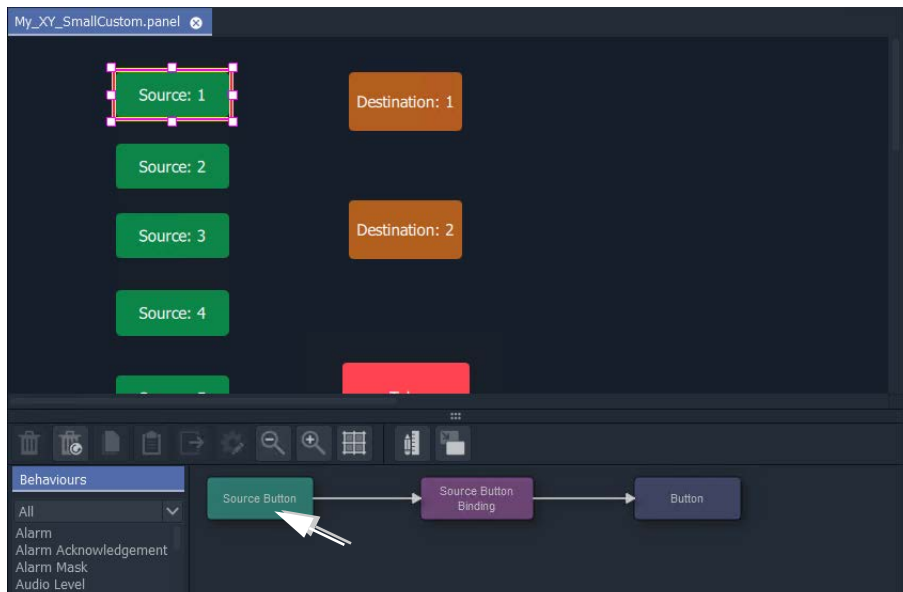 My_XY_SmallCustom.panel
Source: 1
Destination: 1
Source: 2
Source: 3
Destination: 2
Source: 4
Behaviours
All
Alarm
Alarm Acknowledgement
Alarm Mask
Audio Level
Source Button
Source Button
Binding
Button